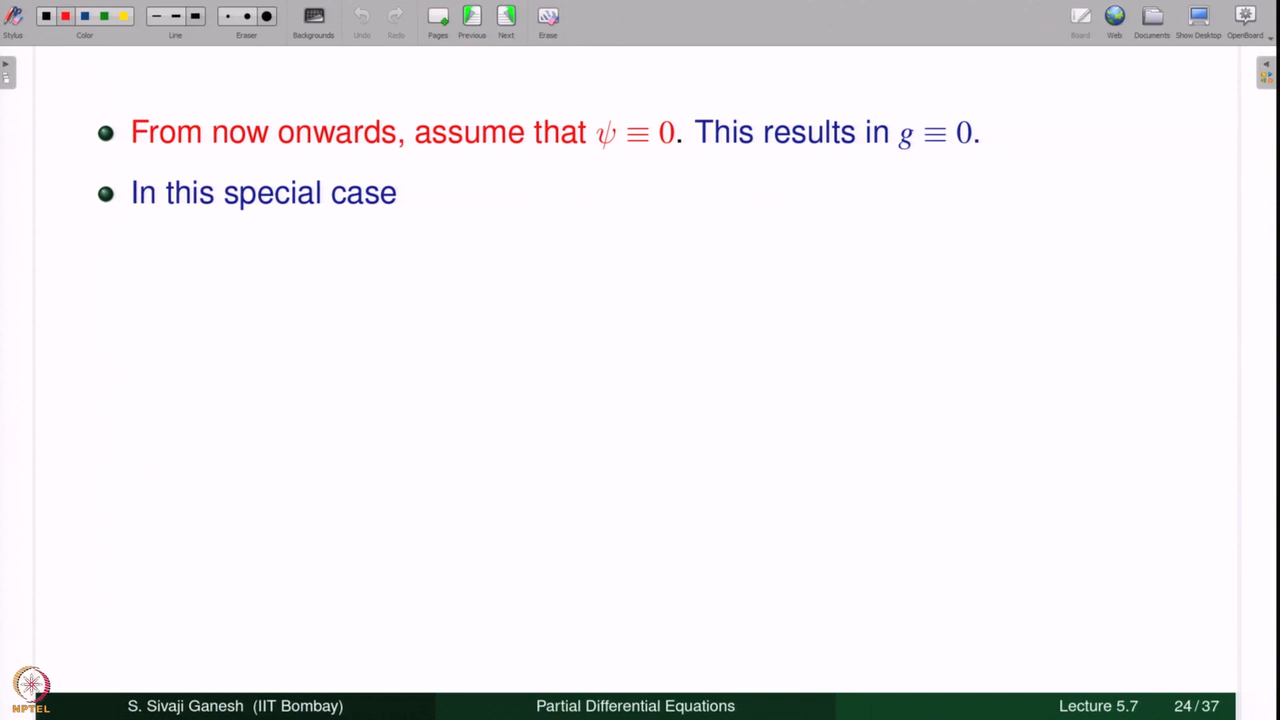 Stylus Color Line Eraser Backgrounds Undo Redo Pages Previous Next Erase Board Web Documents Show Desktop OpenBoard
From now onwards, assume that ψ ≡ 0. This results in g ≡ 0.
In this special case
NPTEL
S. Sivaji Ganesh (IIT Bombay) Partial Differential Equations Lecture 5.7 24/37